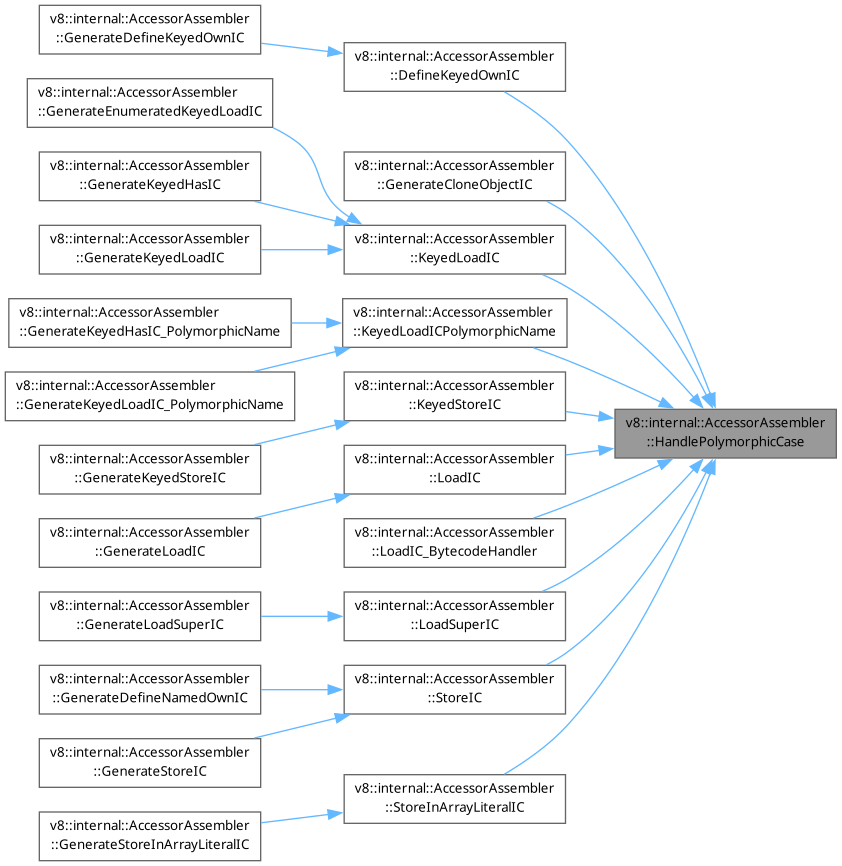 v8::internal::AccessorAssembler
::GenerateDefineKeyedOwnIC
v8::internal::AccessorAssembler
::GenerateEnumeratedKeyedLoadIC
v8::internal::AccessorAssembler
::GenerateKeyedHasIC
v8::internal::AccessorAssembler
::GenerateKeyedLoadIC
v8::internal::AccessorAssembler
::GenerateKeyedHasIC_PolymorphicName
v8::internal::AccessorAssembler
::GenerateKeyedLoadIC_PolymorphicName
v8::internal::AccessorAssembler
::GenerateKeyedStoreIC
v8::internal::AccessorAssembler
::GenerateLoadIC
v8::internal::AccessorAssembler
::GenerateLoadSuperIC
v8::internal::AccessorAssembler
::GenerateDefineNamedOwnIC
v8::internal::AccessorAssembler
::GenerateStoreIC
v8::internal::AccessorAssembler
::GenerateStoreInArrayLiteralIC
v8::internal::AccessorAssembler
::DefineKeyedOwnIC
v8::internal::AccessorAssembler
::GenerateCloneObjectIC
v8::internal::AccessorAssembler
::KeyedLoadIC
v8::internal::AccessorAssembler
::KeyedLoadICPolymorphicName
v8::internal::AccessorAssembler
::KeyedStoreIC
v8::internal::AccessorAssembler
::LoadIC
v8::internal::AccessorAssembler
::LoadIC_BytecodeHandler
v8::internal::AccessorAssembler
::LoadSuperIC
v8::internal::AccessorAssembler
::StoreIC
v8::internal::AccessorAssembler
::StoreInArrayLiteralIC
v8::internal::AccessorAssembler
::HandlePolymorphicCase